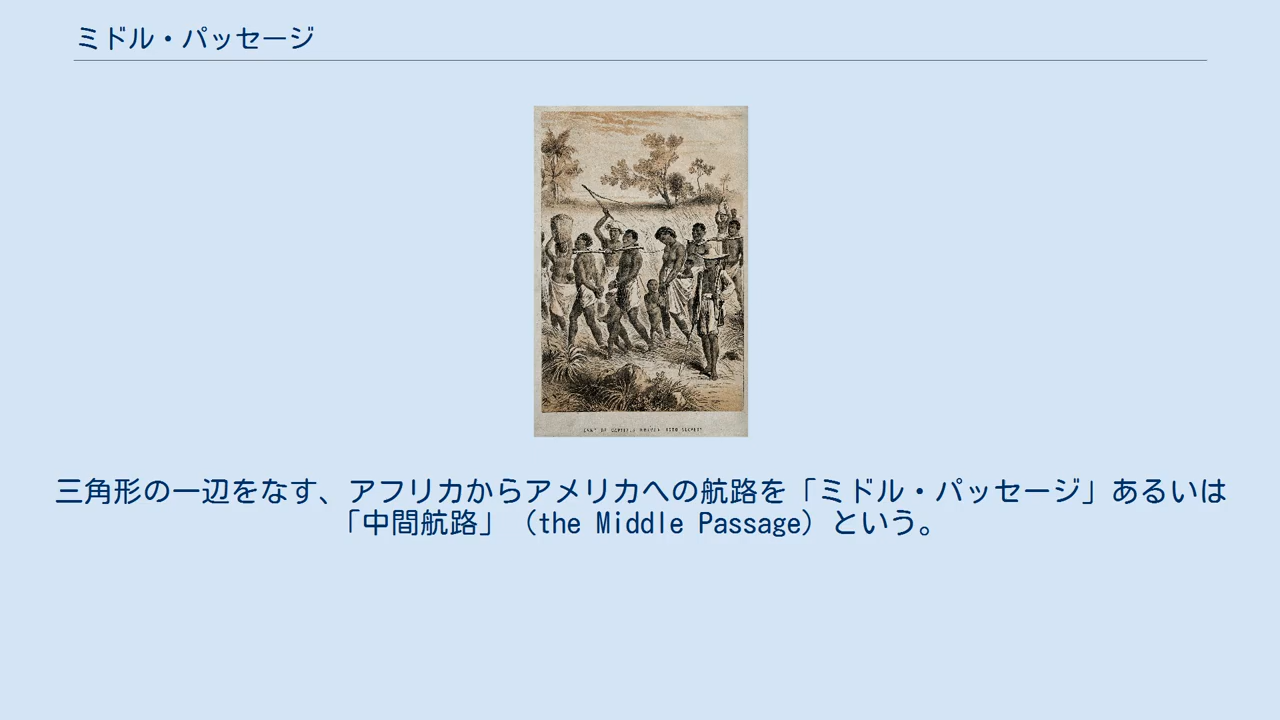 ミドル・パッセージ
三角形の一辺をなす、アフリカからアメリカへの航路を「ミドル・パッセージ」あるいは
「中間航路」（the Middle Passage）という。